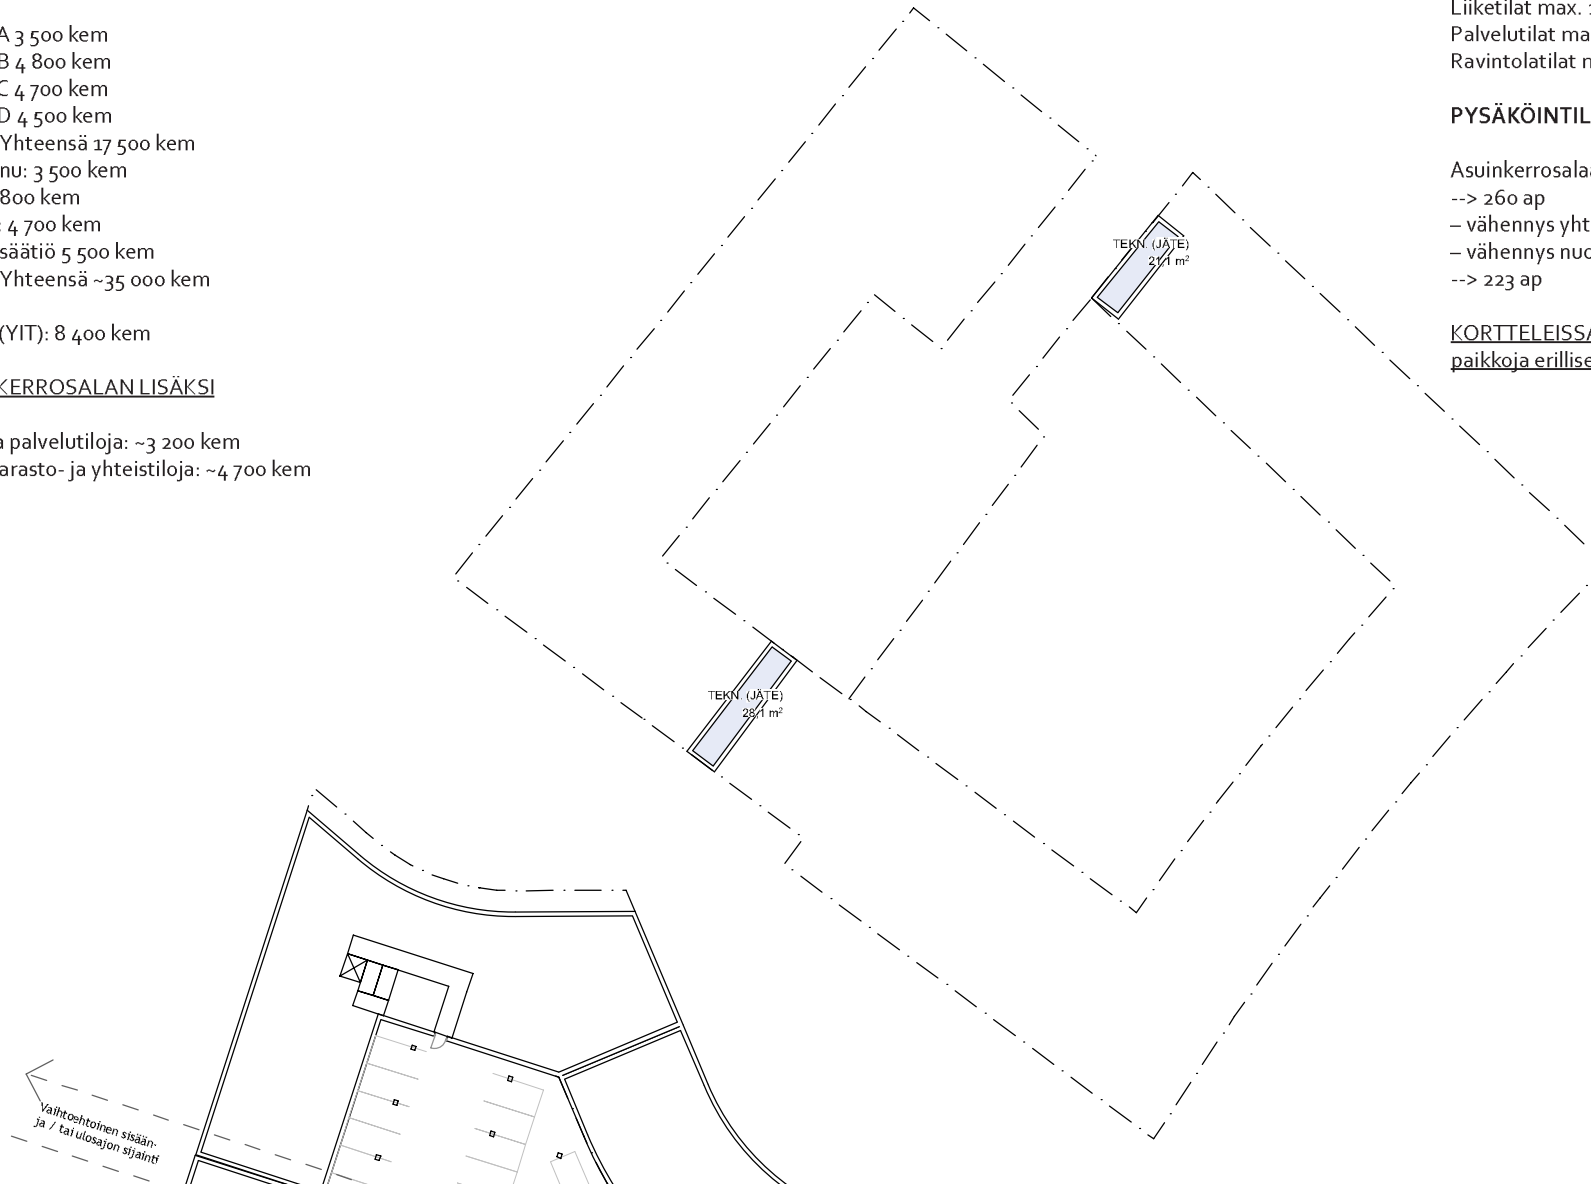 A 3 500 kem
B 4 800 kem
C 4 700 kem
D 4 500 kem
Yhteensä 17 500 kem
nu: 3 500 kem
800 kem
: 4 700 kem
säätiö 5 500 kem
Yhteensä ~35 000 kem
(YIT): 8 400 kem
KERROSALAN LISÄKSI
a palvelutiloja: ~3 200 kem
arasto- ja yhteistiloja: ~4 700 kem
Liiketilat max.
Palvelutilat ma
Ravintolatilat
PYSÄKÖINTIL
Asuinkerrosala
--> 260 ap
– vähennys yht
– vähennys nuo
--> 223 ap
KORTTELEISSA
paikkoja erillise
TEKN. (JÄTE)
21,1 m²
TEKN. (JÄTE)
28,1 m²
Vaihtoehtoinen sisään-
ja / tai ulosajon sijainti